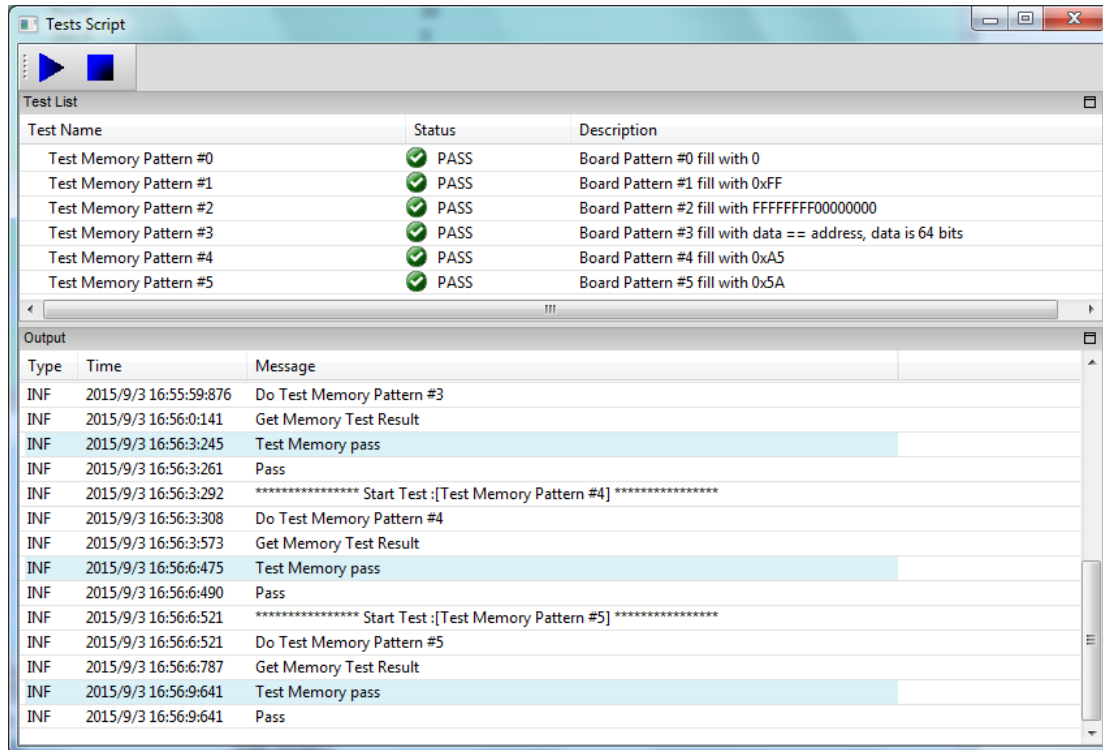 Tests Script
Test List
Test Name Status Description
Test Memory Pattern #0 PASS Board Pattern #0 fill with 0
Test Memory Pattern #1 PASS Board Pattern #1 fill with 0xFF
Test Memory Pattern #2 PASS Board Pattern #2 fill with FFFFFFFF00000000
Test Memory Pattern #3 PASS Board Pattern #3 fill with data == address, data is 64 bits
Test Memory Pattern #4 PASS Board Pattern #4 fill with 0xA5
Test Memory Pattern #5 PASS Board Pattern #5 fill with 0x5A
Output
Type Time Message
INF 2015/9/3 16:55:59:876 Do Test Memory Pattern #3
INF 2015/9/3 16:56:0:141 Get Memory Test Result
INF 2015/9/3 16:56:3:245 Test Memory pass
INF 2015/9/3 16:56:3:261 Pass
INF 2015/9/3 16:56:3:292 **************** Start Test :[Test Memory Pattern #4] ****************
INF 2015/9/3 16:56:3:308 Do Test Memory Pattern #4
INF 2015/9/3 16:56:3:573 Get Memory Test Result
INF 2015/9/3 16:56:6:475 Test Memory pass
INF 2015/9/3 16:56:6:490 Pass
INF 2015/9/3 16:56:6:521 **************** Start Test :[Test Memory Pattern #5] ****************
INF 2015/9/3 16:56:6:521 Do Test Memory Pattern #5
INF 2015/9/3 16:56:6:787 Get Memory Test Result
INF 2015/9/3 16:56:9:641 Test Memory pass
INF 2015/9/3 16:56:9:641 Pass